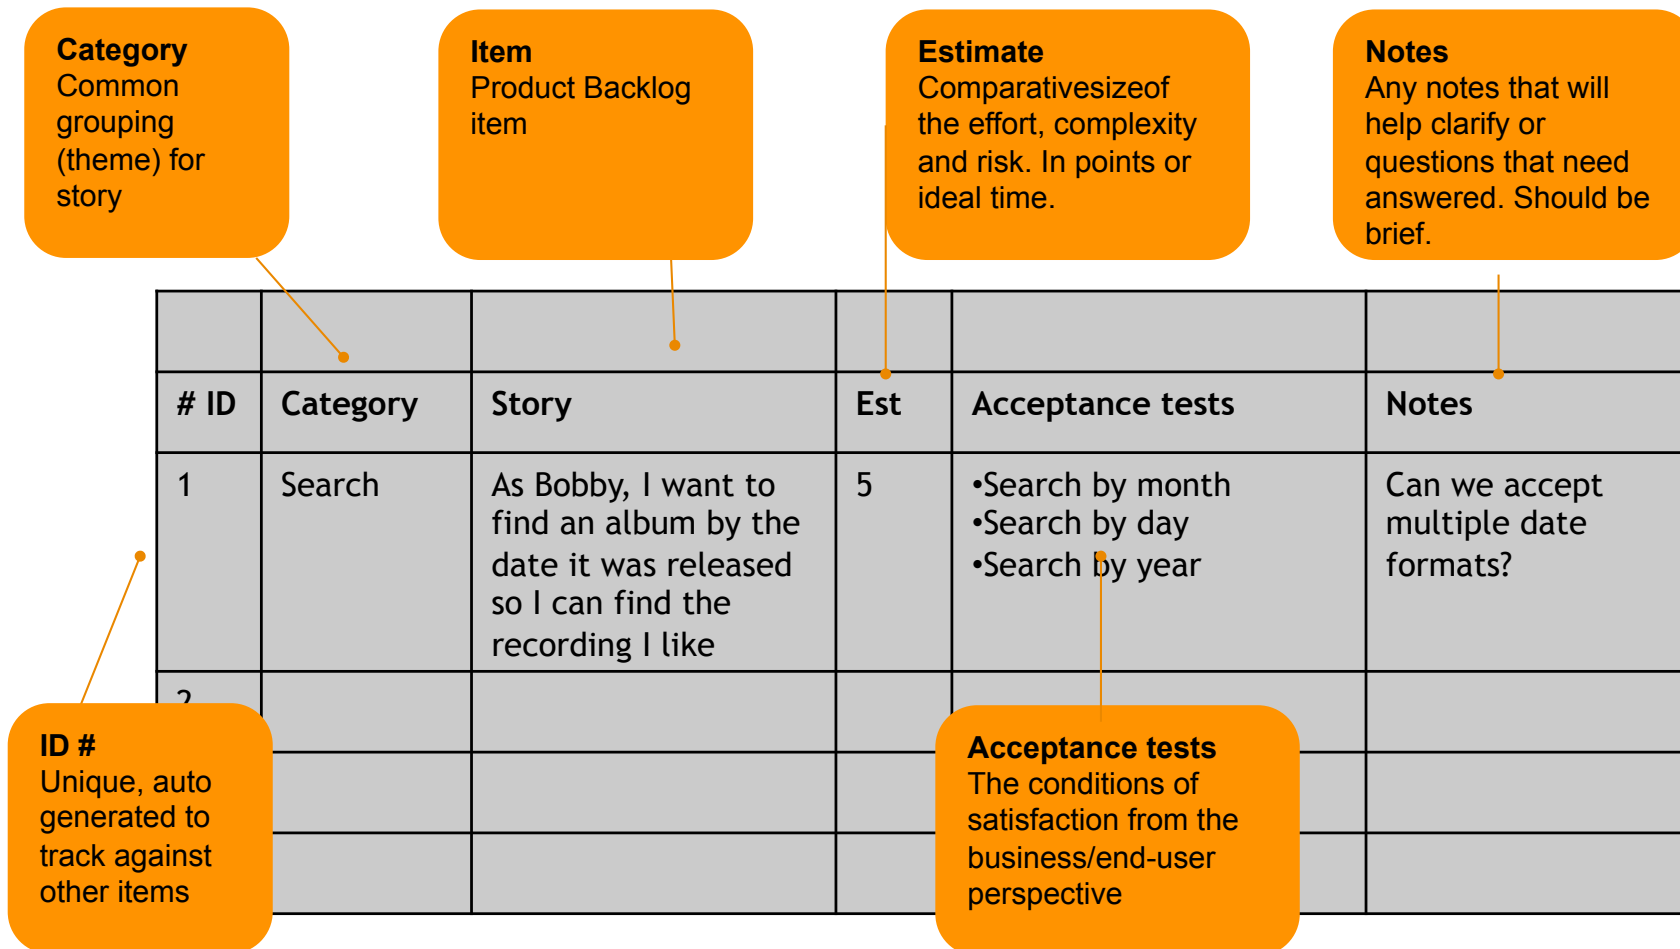 Category
Common
grouping
(theme) for
story
Item
Product Backlog
item
Estimate
Comparativesizeof
the effort, complexity
and risk. In points or
ideal time.
Notes
Any notes that will
help clarify or
questions that need
answered. Should be
brief.
# ID
Category
Story
Est
Acceptance tests
Notes
1
Search
As Bobby, I want to
find an album by the
date it was released
so I can find the
recording I like
5
•Search by month
•Search by day
•Search by year
Can we accept
multiple date
formats?
2
ID #
Unique, auto
generated to
track against
other items
Acceptance tests
The conditions of
satisfaction from the
business/end-user
perspective